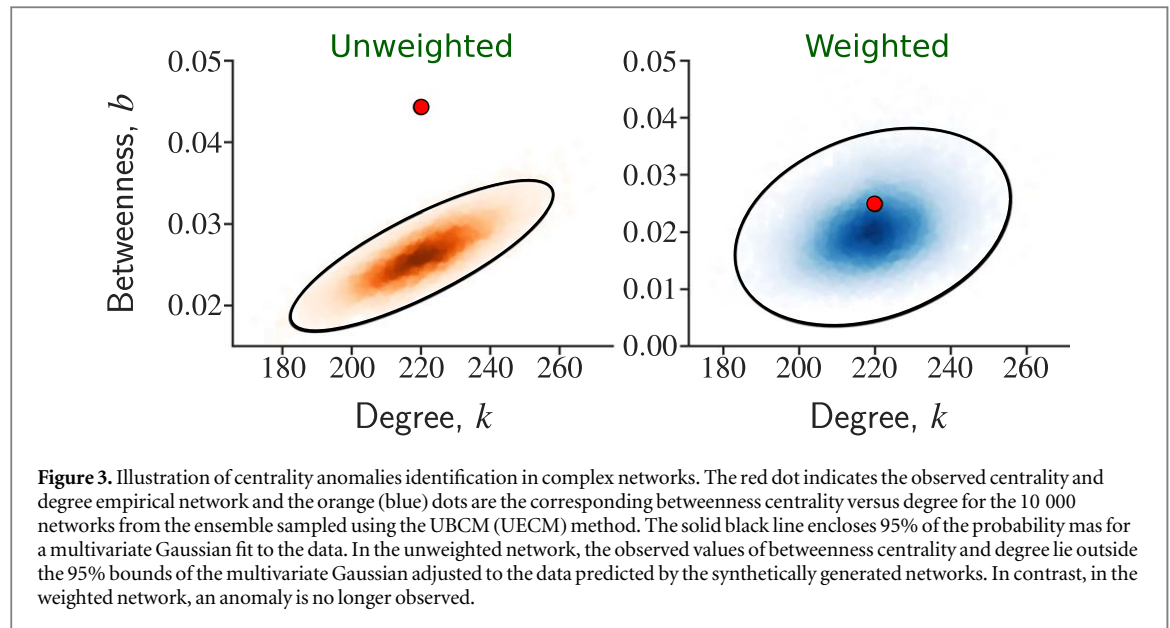 Unweighted
Weighted
Betweenness, b
0.05
0.04
0.03
0.02
180 200 220 240 260
Degree, k
0.05
0.04
0.03
0.02
0.01
0.00
180 200 220 240 260
Degree, k
Figure 3. Illustration of centrality anomalies identification in complex networks. The red dot indicates the observed centrality and
degree empirical network and the orange (blue) dots are the corresponding betweenness centrality versus degree for the 10 000
networks from the ensemble sampled using the UBCM (UECM) method. The solid black line encloses 95% of the probability mas for
a multivariate Gaussian fit to the data. In the unweighted network, the observed values of betweenness centrality and degree lie outside
the 95% bounds of the multivariate Gaussian adjusted to the data predicted by the synthetically generated networks. In contrast, in the
weighted network, an anomaly is no longer observed.